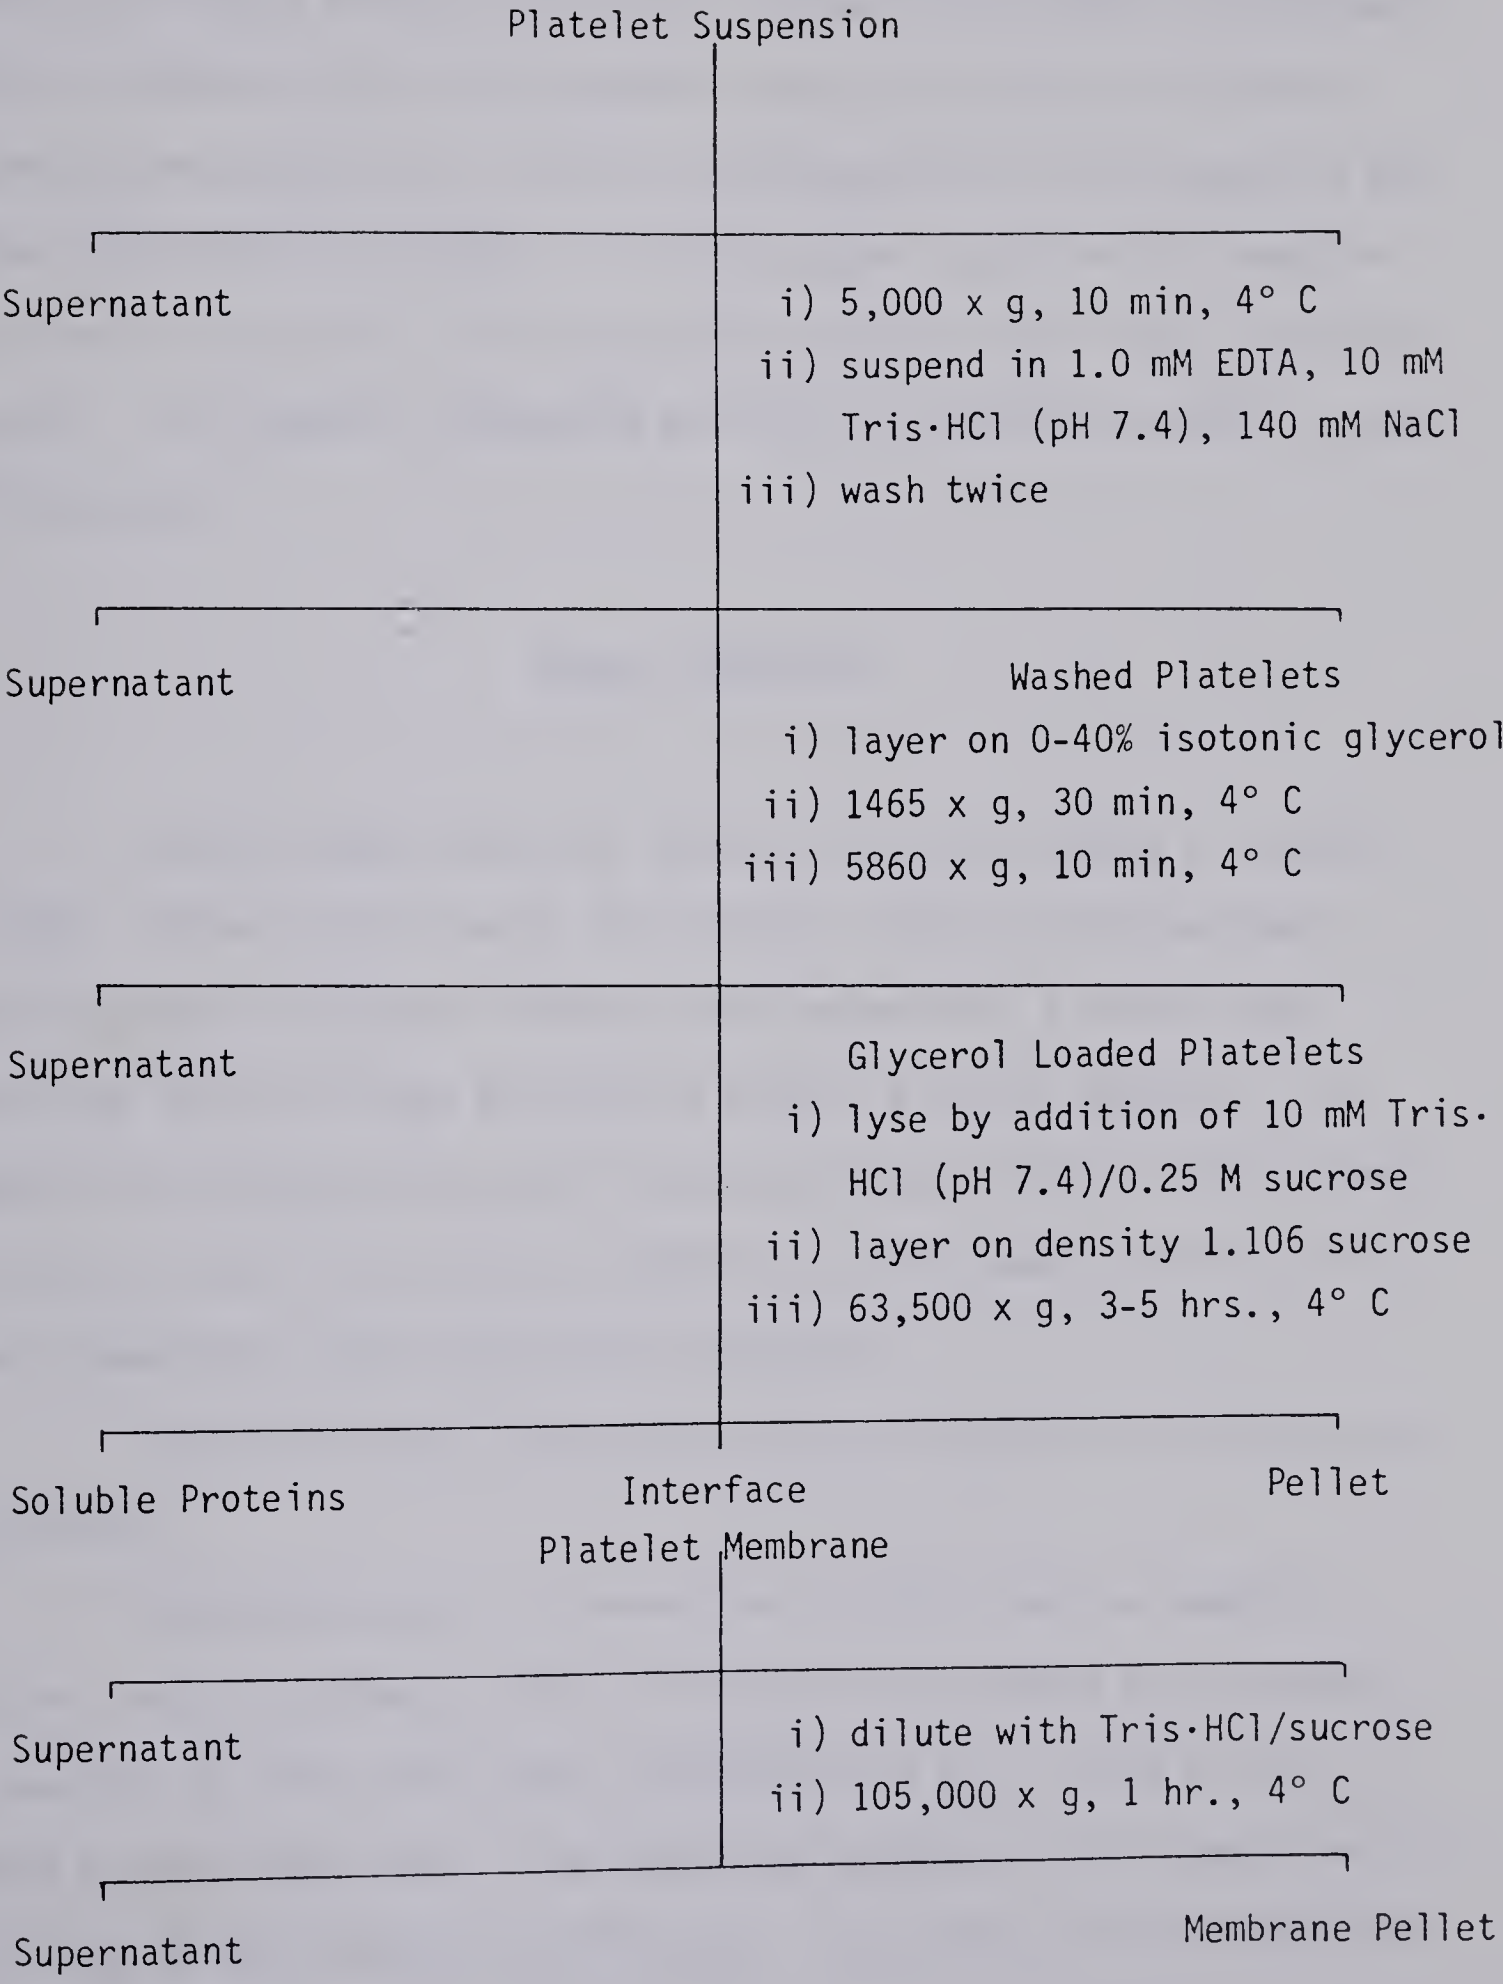 Platelet Suspension
Supernatant
i) 5,000 x g, 10 min, 4° C
ii) suspend in 1.0 mM EDTA, 10 mM
Tris·HCl (pH 7.4), 140 mM NaCl
iii) wash twice
Supernatant
Washed Platelets
i) layer on 0-40% isotonic glycerol
ii) 1465 x g, 30 min, 4° C
iii) 5860 x g, 10 min, 4° C
Supernatant
Glycerol Loaded Platelets
i) lyse by addition of 10 mM Tris·
HCl (pH 7.4)/0.25 M sucrose
ii) layer on density 1.106 sucrose
iii) 63,500 x g, 3-5 hrs., 4° C
Soluble Proteins
Interface
Pellet
Platelet Membrane
Supernatant
i) dilute with Tris·HCl/sucrose
ii) 105,000 x g, 1 hr., 4° C
Supernatant
Membrane Pellet